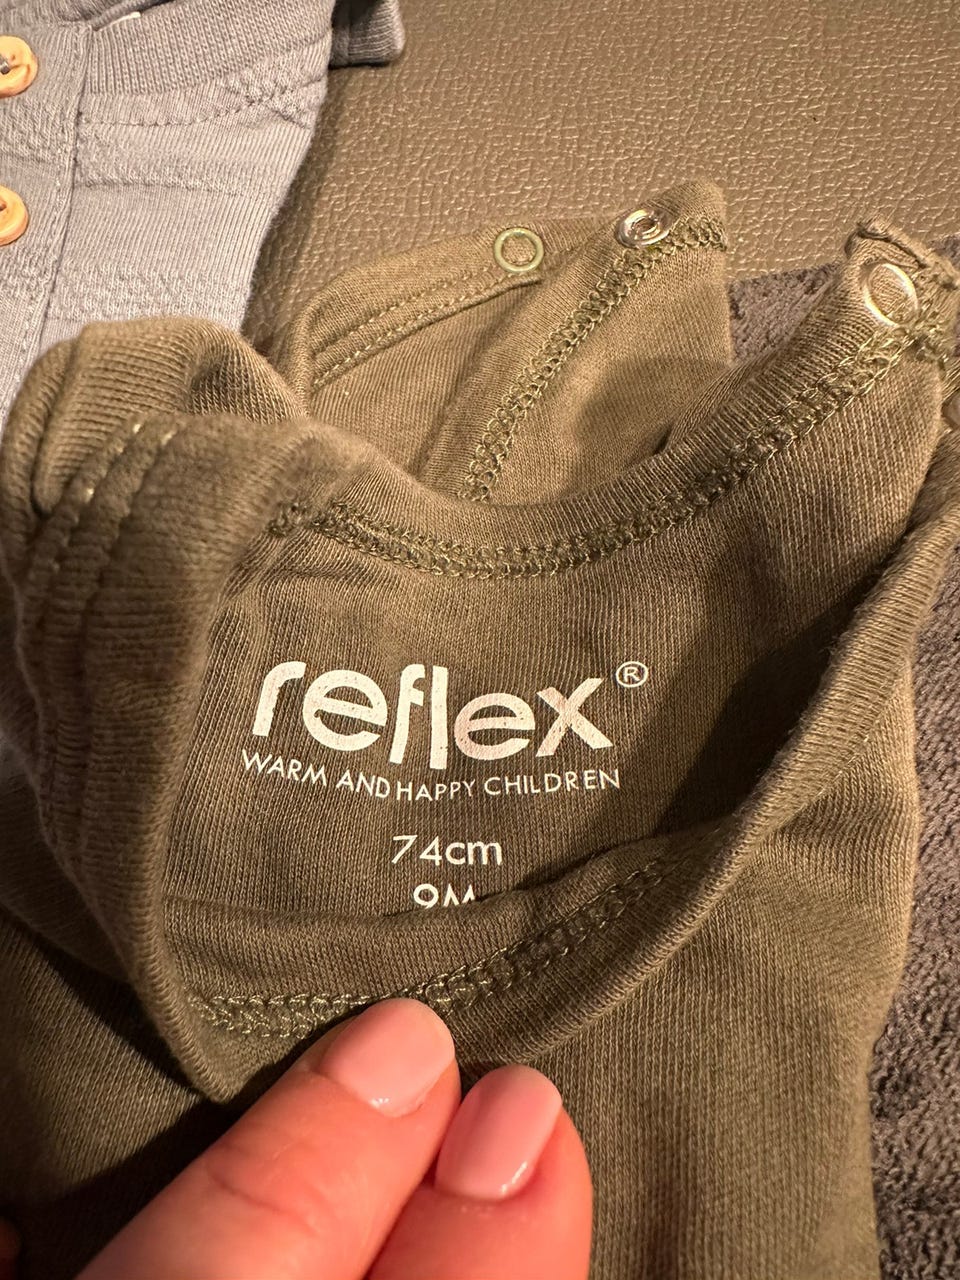 reflex®
WARM AND HAPPY CHILDREN
74cm
9M